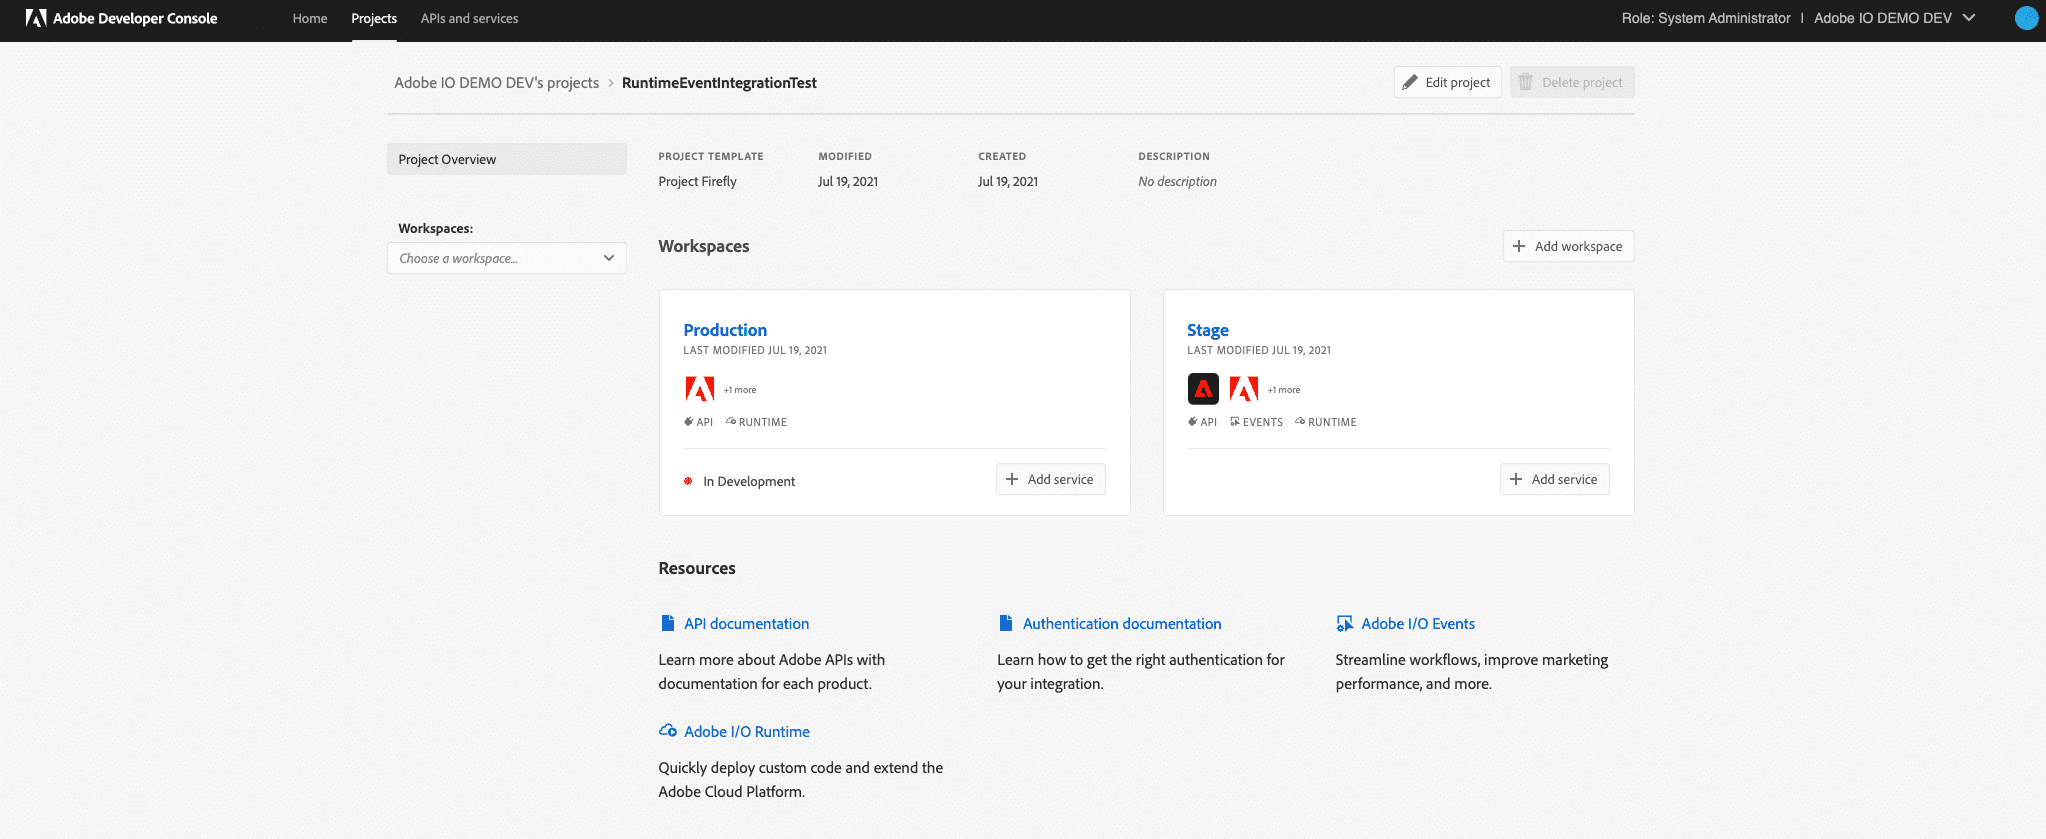 Adobe Developer Console
Home Projects APIs and services
Role: System Administrator | Adobe IO DEMO DEV
Adobe IO DEMO DEV's projects > RuntimeEventIntegrationTest
Edit project
Delete project
Project Overview
Workspaces:
Choose a workspace...
PROJECT TEMPLATE
Project Firefly
MODIFIED
Jul 19, 2021
CREATED
Jul 19, 2021
DESCRIPTION
No description
Workspaces
Add workspace
Production
LAST MODIFIED JUL 19, 2021
+1 more
API RUNTIME
In Development
Add service
Stage
LAST MODIFIED JUL 19, 2021
+1 more
API EVENTS RUNTIME
Add service
Resources
API documentation
Learn more about Adobe APIs with
documentation for each product.
Authentication documentation
Learn how to get the right authentication for
your integration.
Adobe I/O Events
Streamline workflows, improve marketing
performance, and more.
Adobe I/O Runtime
Quickly deploy custom code and extend the
Adobe Cloud Platform.